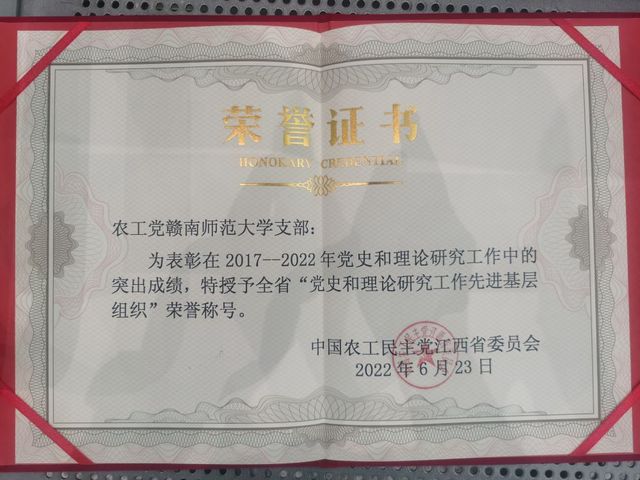 荣誉证书
HONORARY CREDENTIAL
农工党赣南师范大学支部：
为表彰在2017--2022年党史和理论研究工作中的
突出成绩，特授予全省“党史和理论研究工作先进基层
组织”荣誉称号。
中国农工民主党江西省委员会
2022年6月23日